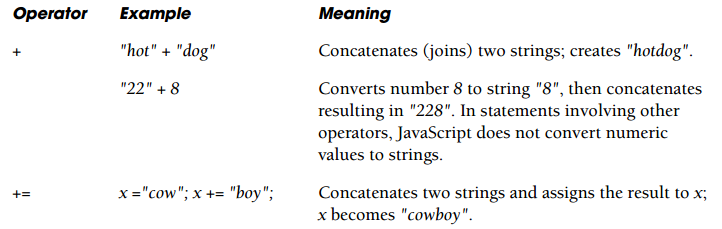 Operator Example Meaning
+ "hot" + "dog" Concatenates (joins) two strings; creates "hotdog".
"22" + 8 Converts number 8 to string "8", then concatenates
resulting in "228". In statements involving other
operators, JavaScript does not convert numeric
values to strings.
+= x ="cow"; x += "boy"; Concatenates two strings and assigns the result to x;
x becomes "cowboy".